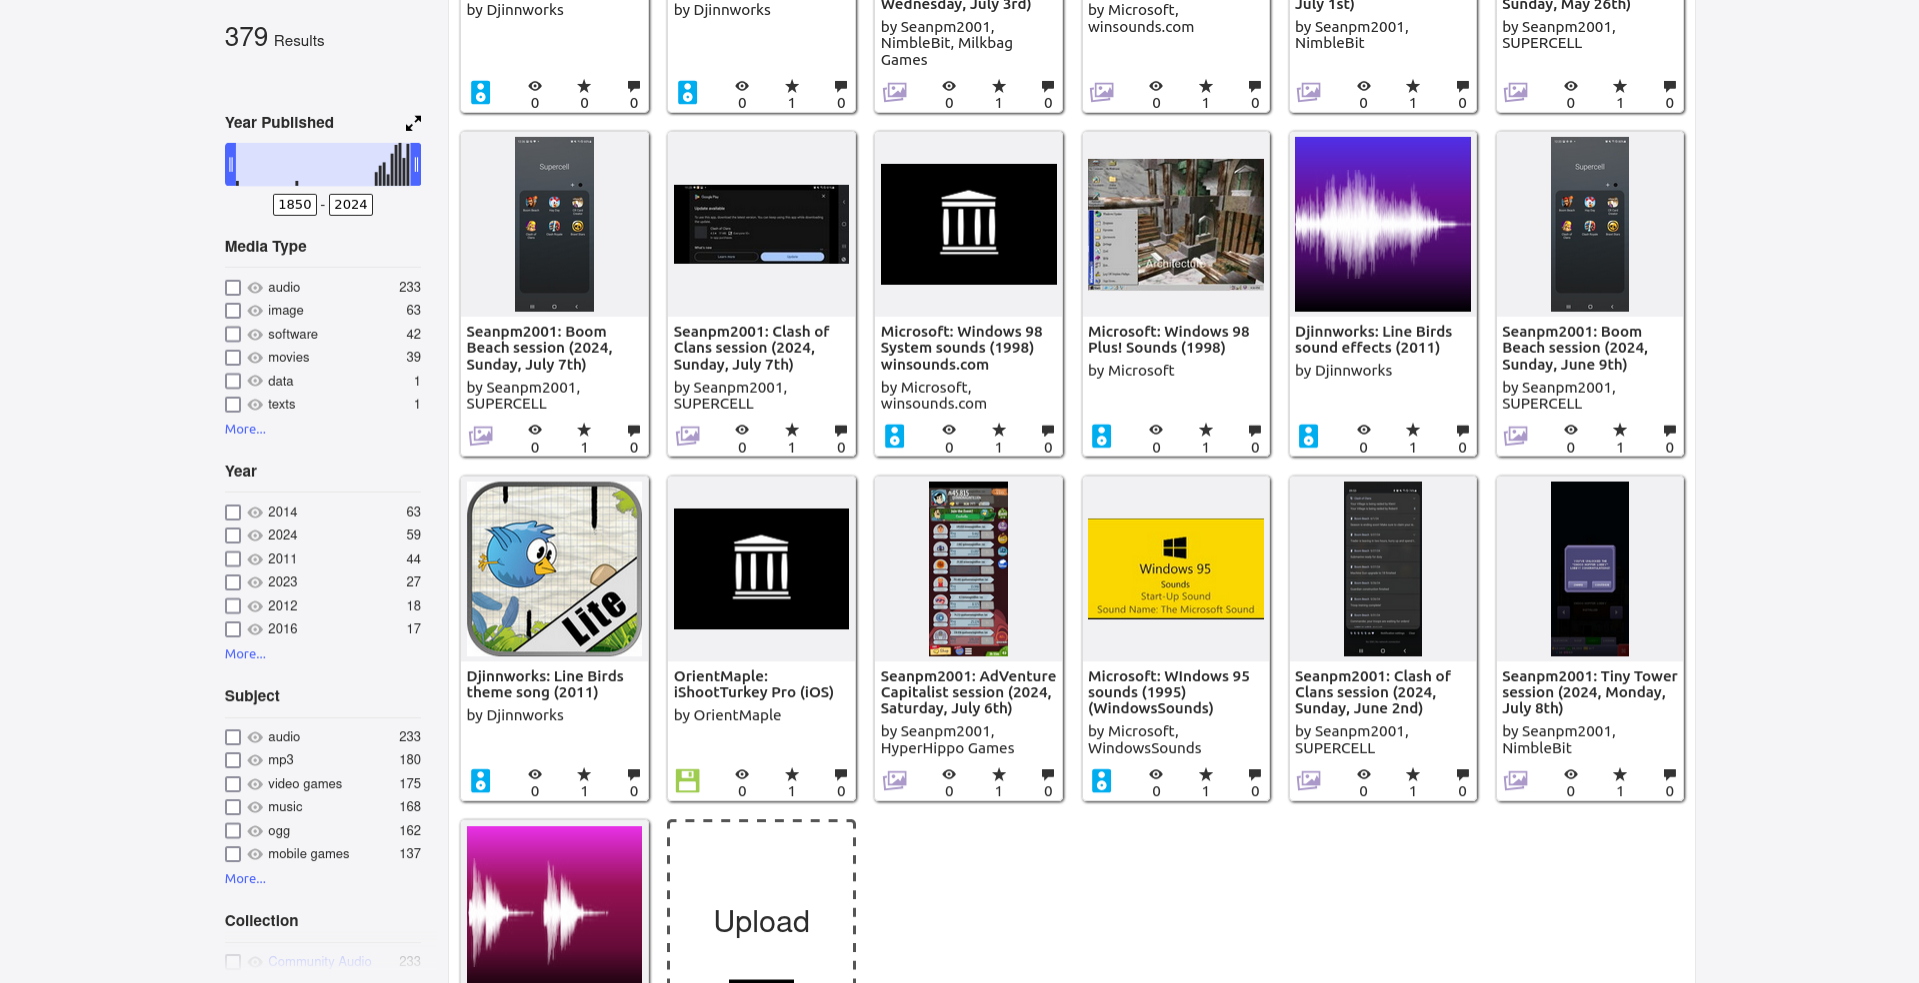 379 Results
Year Published
1850 - 2024
Media Type
audio 233
image 63
software 42
movies 39
data 1
texts 1
More...
Year
2014 63
2024 59
2011 44
2023 27
2012 18
2016 17
More...
Subject
audio 233
mp3 180
video games 175
music 168
ogg 162
mobile games 137
More...
Collection
Community Audio 233
by Djinnworks
0 0 0
by Djinnworks
0 1 0
Wednesday, July 3rd)
by Seanpm2001,
NimbleBit, Milkbag
Games
0 1 0
by Microsoft,
winsounds.com
0 1 0
July 1st)
by Seanpm2001,
NimbleBit
0 1 0
Sunday, May 26th)
by Seanpm2001,
SUPERCELL
0 1 0
Supercell
Seanpm2001: Boom
Beach session (2024,
Sunday, July 7th)
by Seanpm2001,
SUPERCELL
0 1 0
Google Play
Update available
Update
Seanpm2001: Clash of
Clans session (2024,
Sunday, July 7th)
by Seanpm2001,
SUPERCELL
0 1 0
Microsoft: Windows 98
System sounds (1998)
winsounds.com
by Microsoft,
winsounds.com
0 1 0
Architecture
Microsoft: Windows 98
Plus! Sounds (1998)
by Microsoft
0 1 0
Djinnworks: Line Birds
sound effects (2011)
by Djinnworks
0 1 0
Supercell
Seanpm2001: Boom
Beach session (2024,
Sunday, June 9th)
by Seanpm2001,
SUPERCELL
0 1 0
Lite
Djinnworks: Line Birds
theme song (2011)
by Djinnworks
0 1 0
OrientMaple:
iShootTurkey Pro (iOS)
by OrientMaple
0 1 0
Seanpm2001: AdVenture
Capitalist session (2024,
Saturday, July 6th)
by Seanpm2001,
HyperHippo Games
0 1 0
Windows 95
Sounds
Start-Up Sound
Sound Name: The Microsoft Sound
Microsoft: WIndows 95
sounds (1995)
(WindowsSounds)
by Microsoft,
WindowsSounds
0 1 0
Seanpm2001: Clash of
Clans session (2024,
Sunday, June 2nd)
by Seanpm2001,
SUPERCELL
0 1 0
Seanpm2001: Tiny Tower
session (2024, Monday,
July 8th)
by Seanpm2001,
NimbleBit
0 1 0
Upload